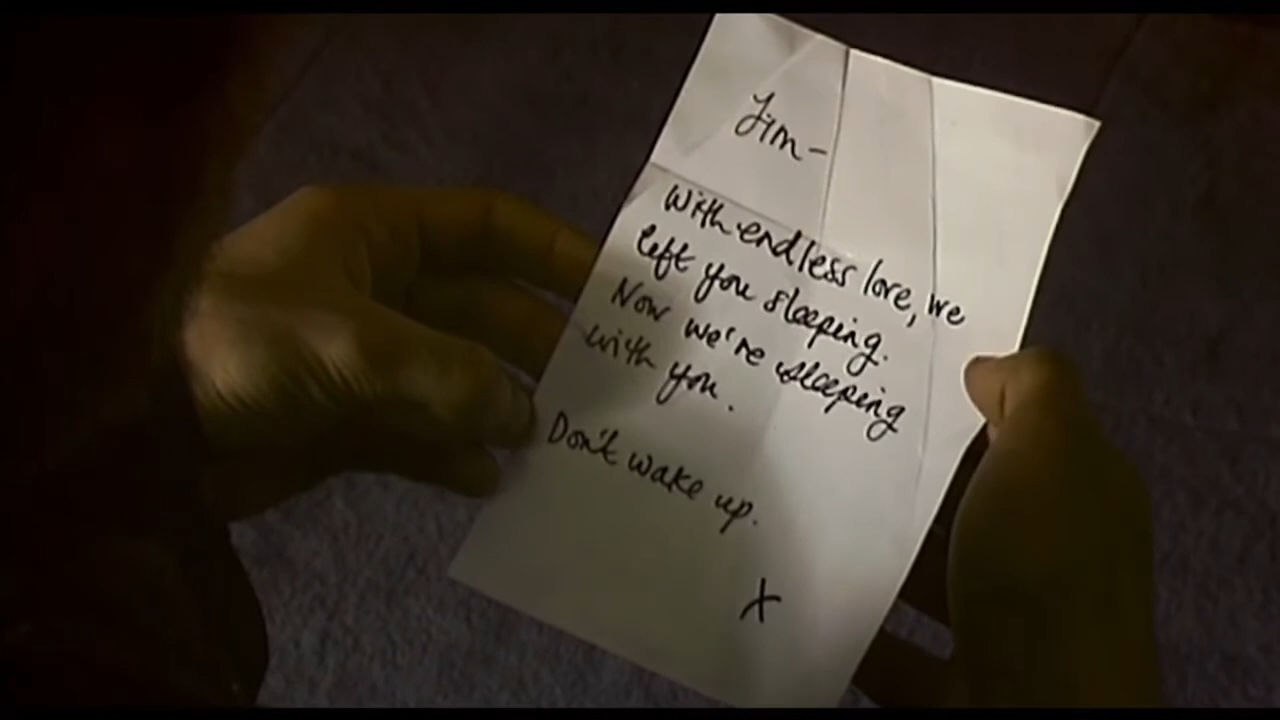 Jim-
With endless love, we
left you sleeping.
Now we're sleeping
with you.
Don't wake up.
X